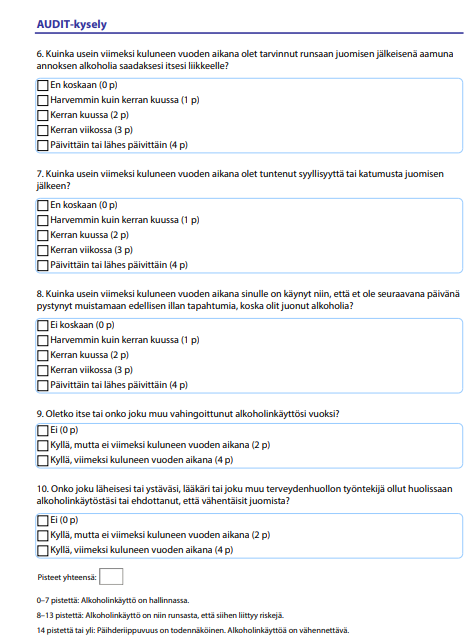 AUDIT-kysely
6. Kuinka usein viimeksi kuluneen vuoden aikana olet tarvinnut runsaan juomisen jälkeisenä aamuna
annoksen alkoholia saadaksesi itsesi liikkeelle?
En koskaan (0 p)
Harvemmin kuin kerran kuussa (1 p)
Kerran kuussa (2 p)
Kerran viikossa (3 p)
Päivittäin tai lähes päivittäin (4 p)
7. Kuinka usein viimeksi kuluneen vuoden aikana olet tuntenut syyllisyyttä tai katumusta juomisen
jälkeen?
En koskaan (0 p)
Harvemmin kuin kerran kuussa (1 p)
Kerran kuussa (2 p)
Kerran viikossa (3 p)
Päivittäin tai lähes päivittäin (4 p)
8. Kuinka usein viimeksi kuluneen vuoden aikana sinulle on käynyt niin, että et ole seuraavana päivänä
pystynyt muistamaan edellisen illan tapahtumia, koska olit juonut alkoholia?
Ei koskaan (0 p)
Harvemmin kuin kerran kuussa (1 p)
Kerran kuussa (2 p)
Kerran viikossa (3 p)
Päivittäin tai lähes päivittäin (4 p)
9. Oletko itse tai onko joku muu vahingoittunut alkoholinkäyttösi vuoksi?
Ei (0 p)
Kyllä, mutta ei viimeksi kuluneen vuoden aikana (2 p)
Kyllä, viimeksi kuluneen vuoden aikana (4 p)
10. Onko joku läheisesi tai ystäväsi, lääkäri tai joku muu terveydenhuollon työntekijä ollut huolissaan
alkoholinkäytöstäsi tai ehdottanut, että vähentäisit juomista?
Ei (0 p)
Kyllä, mutta ei viimeksi kuluneen vuoden aikana (2 p)
Kyllä, viimeksi kuluneen vuoden aikana (4 p)
Pisteet yhteensä:
0–7 pistettä: Alkoholinkäyttö on hallinnassa.
8–13 pistettä: Alkoholinkäyttö on niin runsasta, että siihen liittyy riskejä.
14 pistettä tai yli: Päihderiippuvuus on todennäköinen. Alkoholinkäyttöä on vähennettävä.